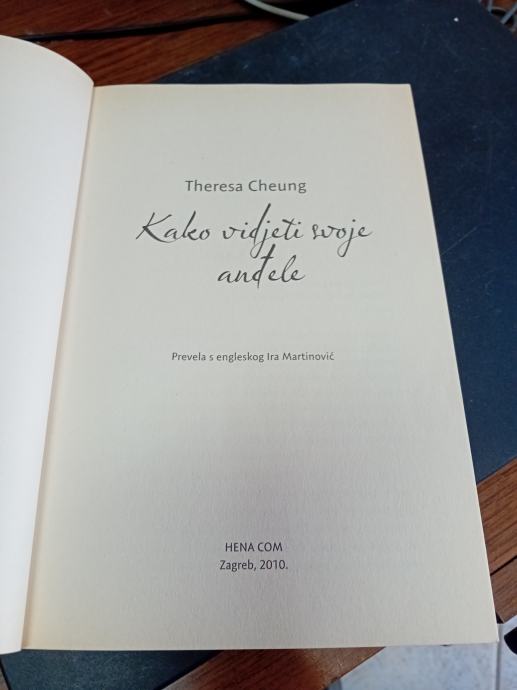 Theresa Cheung
Kako vidjeti svoje
anđele
Prevela s engleskog Ira Martinović
HENA COM
Zagreb, 2010.